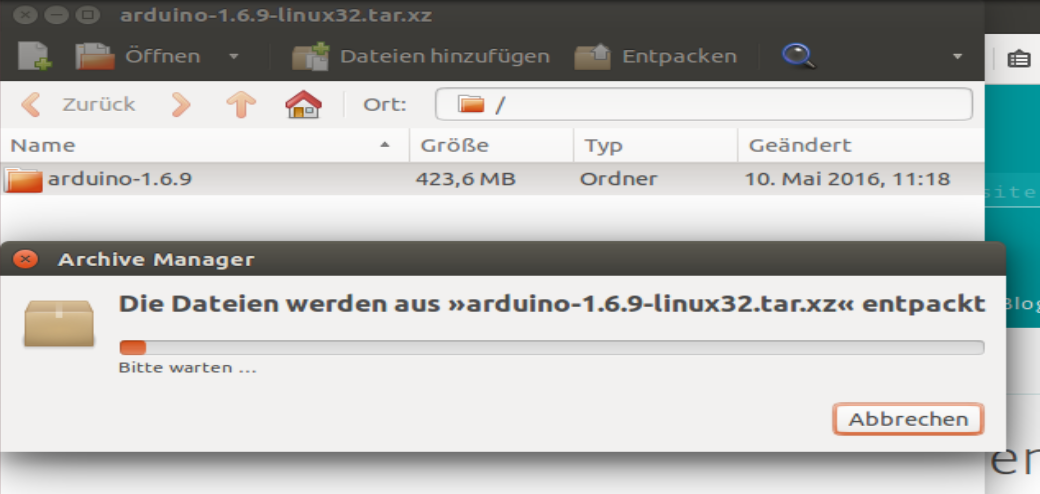 arduino-1.6.9-linux32.tar.xz
Öffnen Dateien hinzufügen Entpacken
Zurück Ort: /
Name Größe Typ Geändert
arduino-1.6.9 423,6 MB Ordner 10. Mai 2016, 11:18
site
Archive Manager
Die Dateien werden aus »arduino-1.6.9-linux32.tar.xz« entpackt
Blog
Bitte warten ...
Abbrechen
er